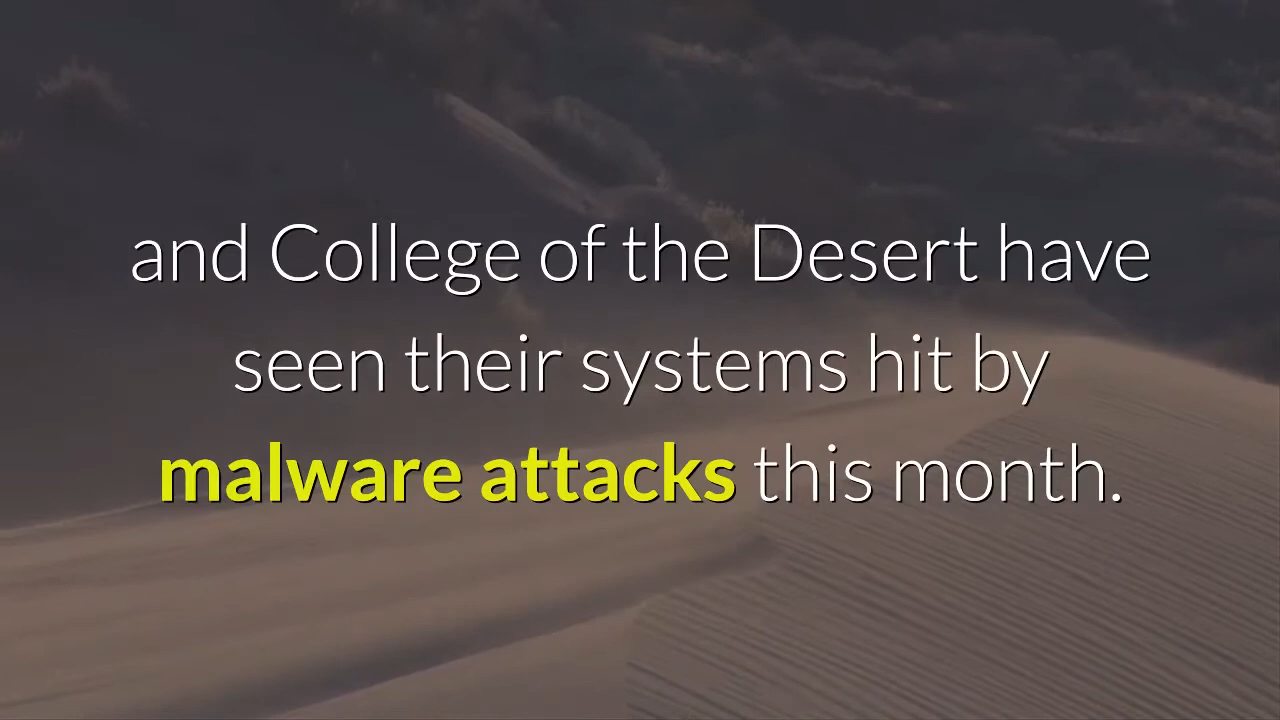 and College of the Desert have
seen their systems hit by
malware attacks this month.